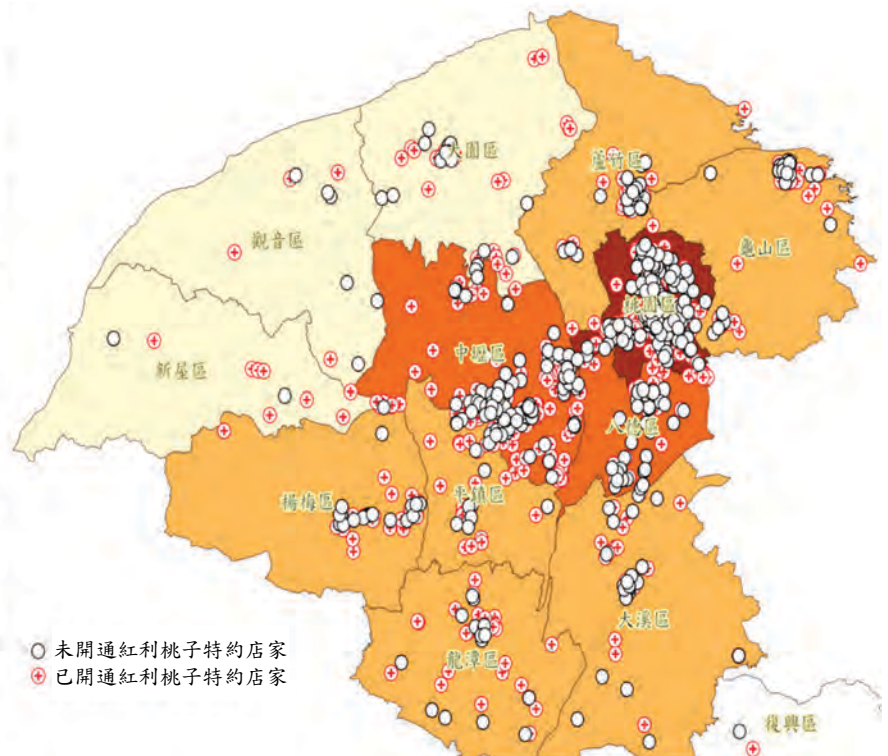 大園區
蘆竹區
觀音區
龜山區
桃園區
中壢區
新屋區
八德區
楊梅區
平鎮區
大溪區
龍潭區
復興區
未開通紅利桃子特約店家
已開通紅利桃子特約店家